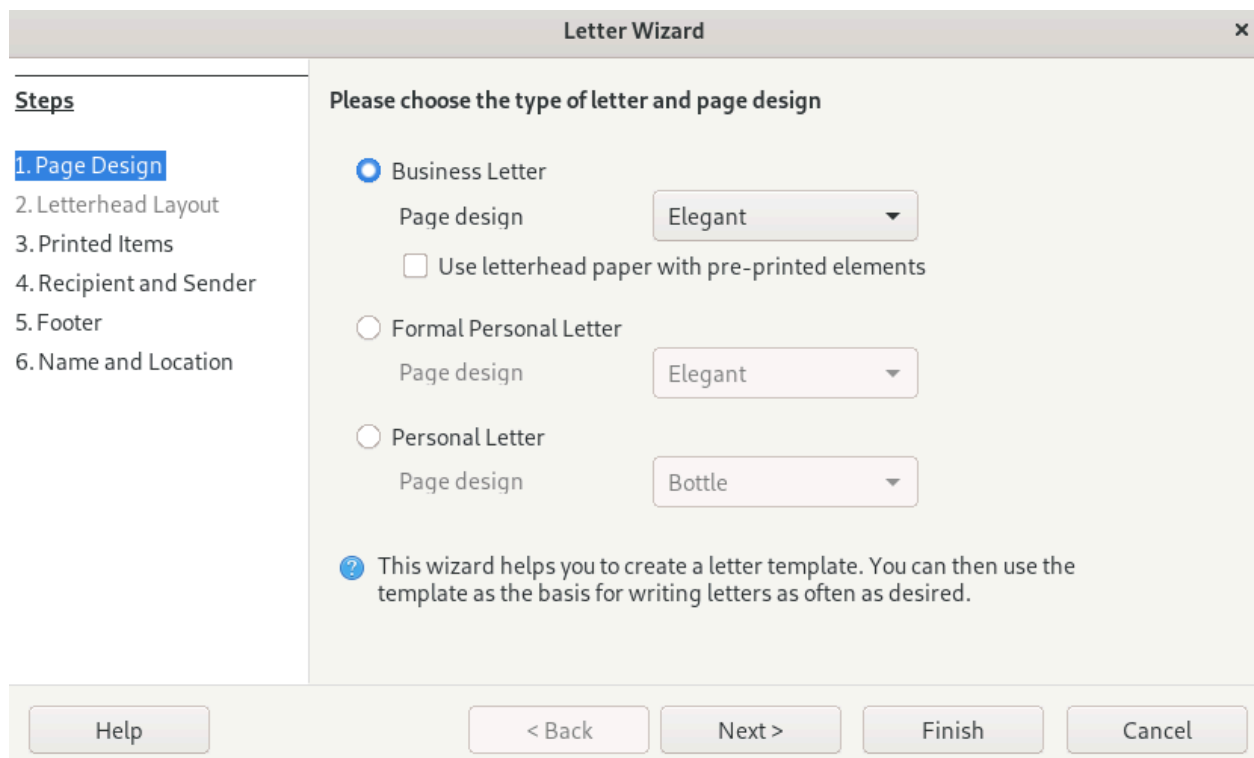 Letter Wizard
×
Steps
1. Page Design
2. Letterhead Layout
3. Printed Items
4. Recipient and Sender
5. Footer
6. Name and Location
Please choose the type of letter and page design
Business Letter
Page design Elegant
Use letterhead paper with pre-printed elements
Formal Personal Letter
Page design Elegant
Personal Letter
Page design Bottle
? This wizard helps you to create a letter template. You can then use the
template as the basis for writing letters as often as desired.
Help < Back Next > Finish Cancel